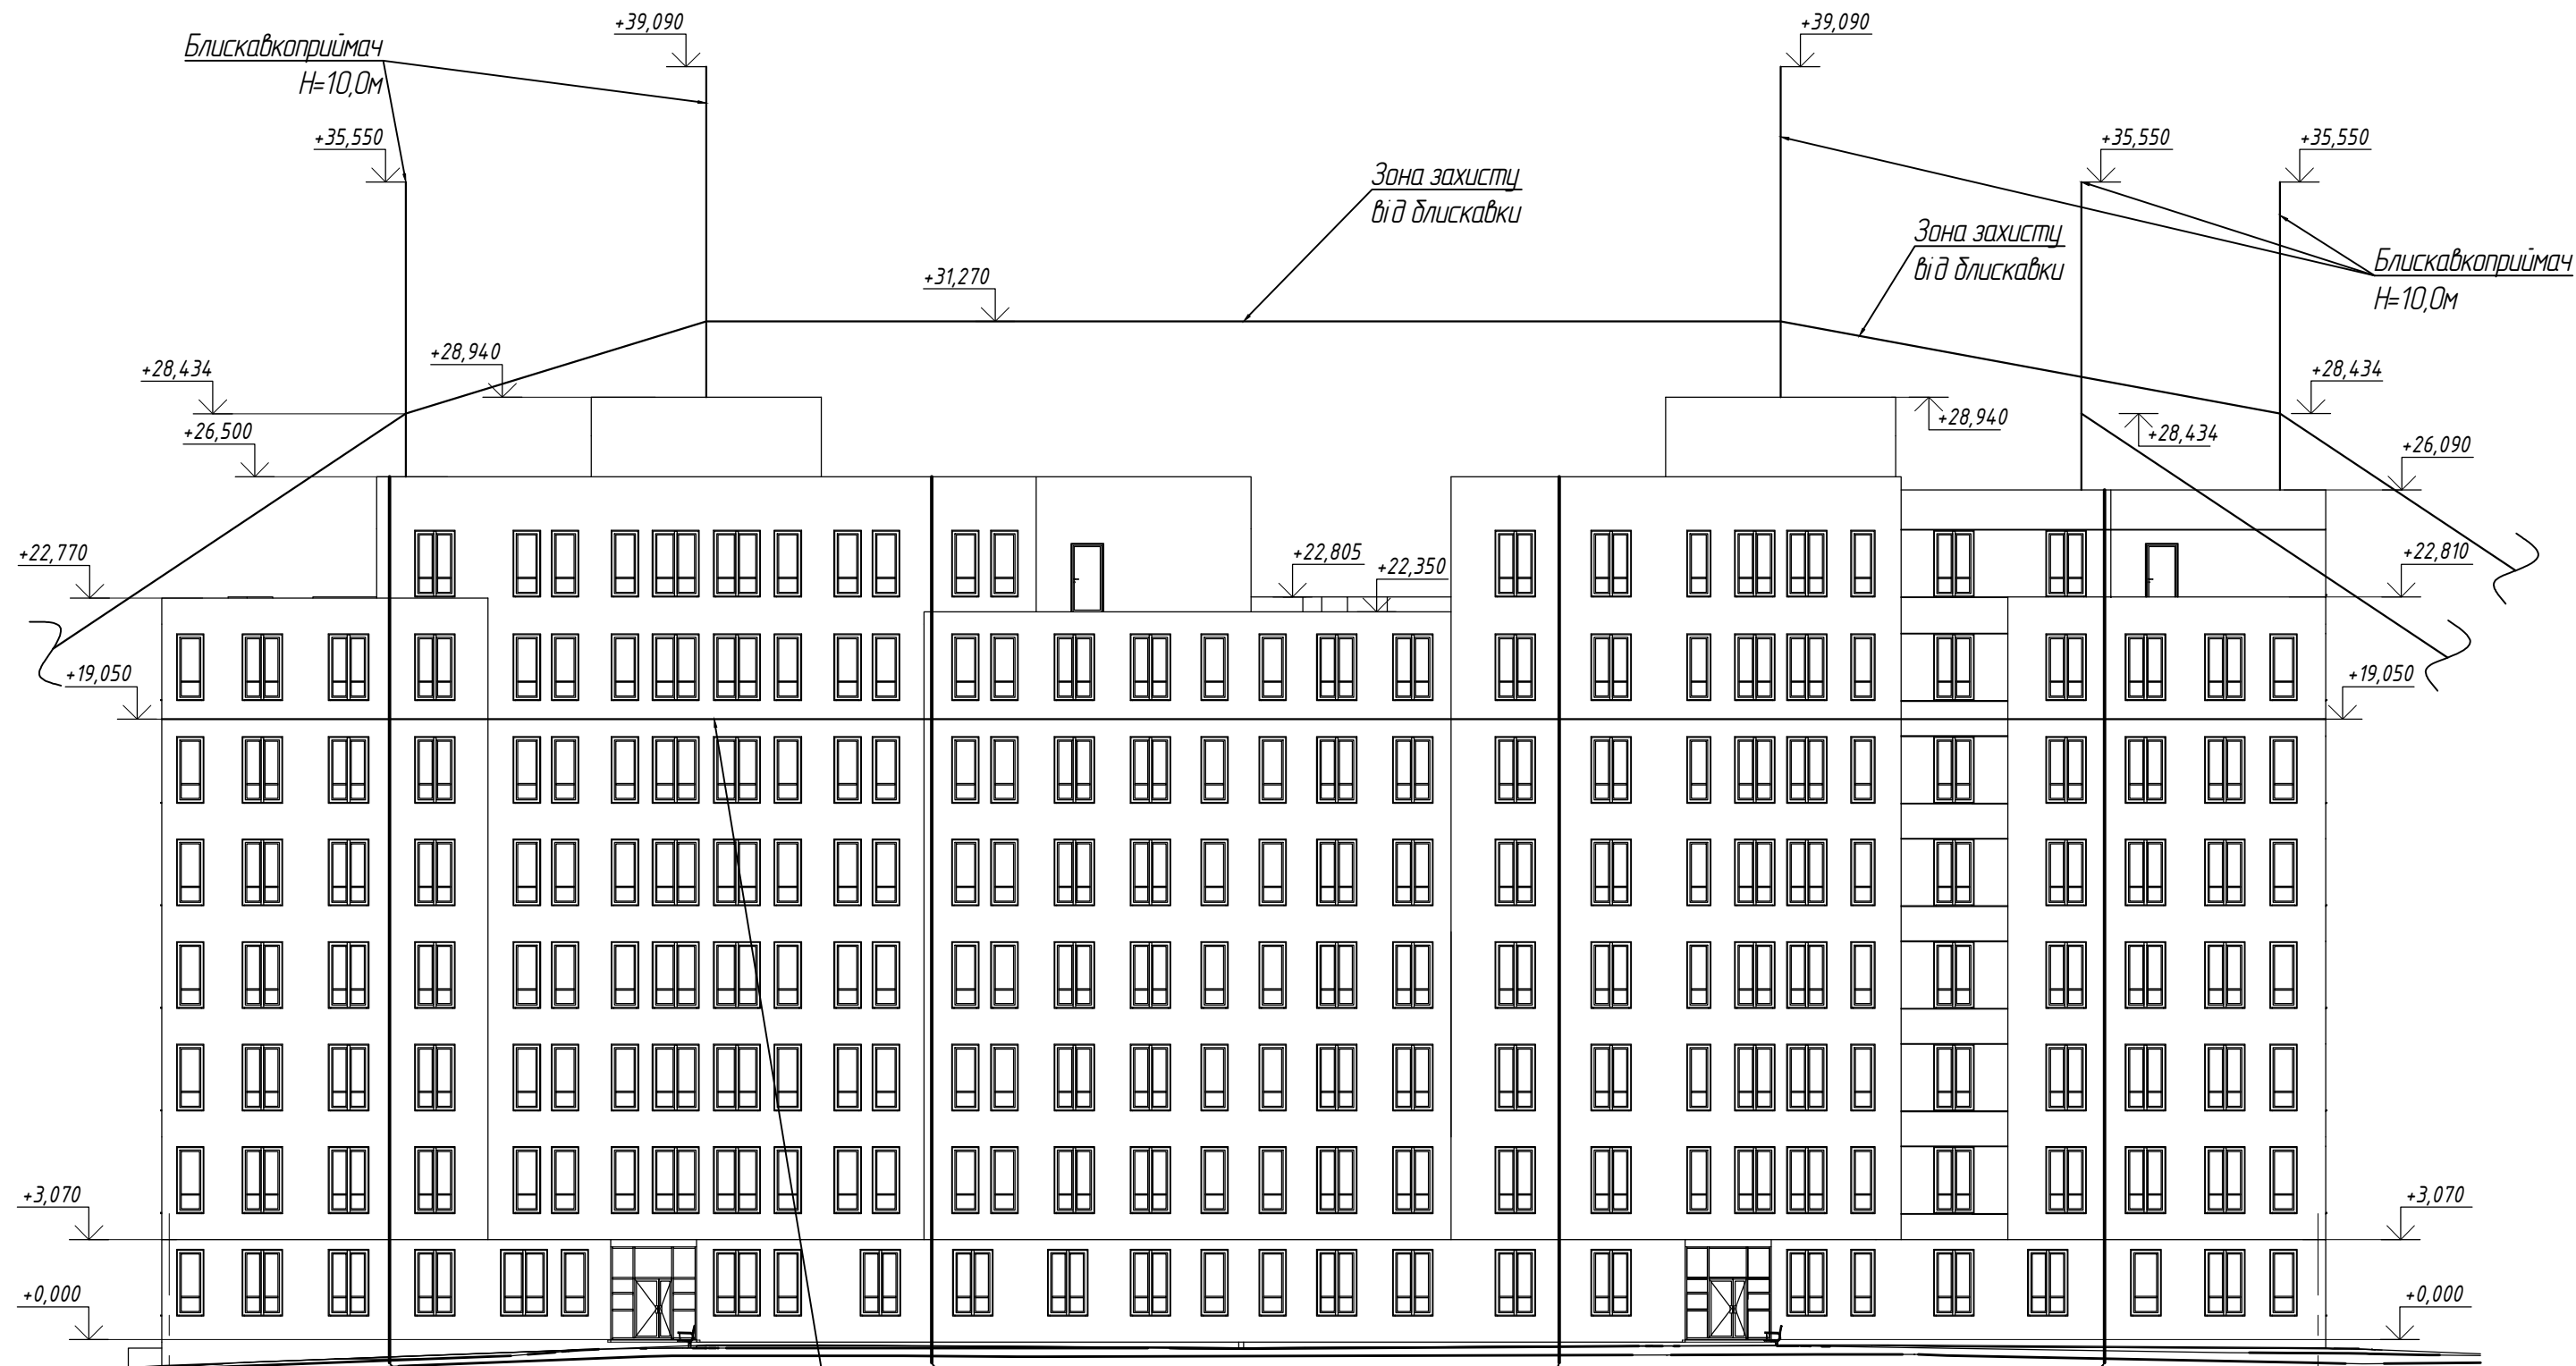 +39,090
+39,090
Блискавкоприймач
H=10,0м
+35,550
+35,550
+35,550
Зона захисту
від блискавки
Зона захисту
від блискавки
Блискавкоприймач
H=10,0м
+31,270
+28,940
+28,434
+28,434
+28,940
+28,434
+26,500
+26,090
+22,770
+22,805
+22,350
+22,810
+19,050
+19,050
+3,070
+3,070
+0,000
+0,000